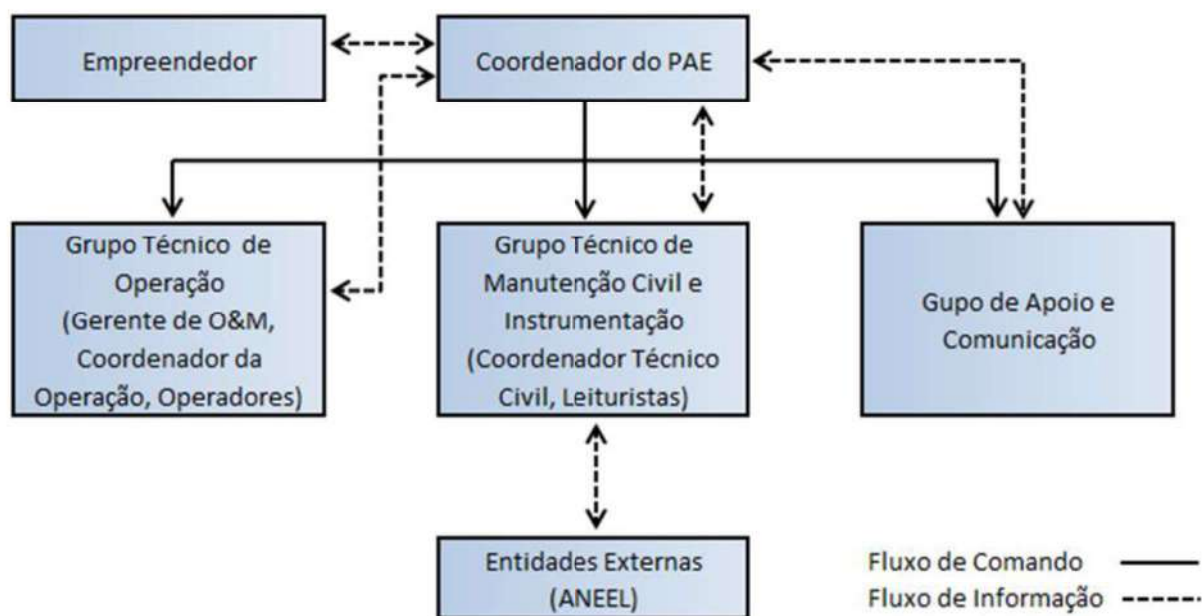 Empreendedor
Coordenador do PAE
Grupo Técnico de
Operação
(Gerente de O&M,
Coordenador da
Operação, Operadores)
Grupo Técnico de
Manutenção Civil e
Instrumentação
(Coordenador Técnico
Civil, Leituristas)
Gupo de Apoio e
Comunicação
Entidades Externas
(ANEEL)
Fluxo de Comando
Fluxo de Informação